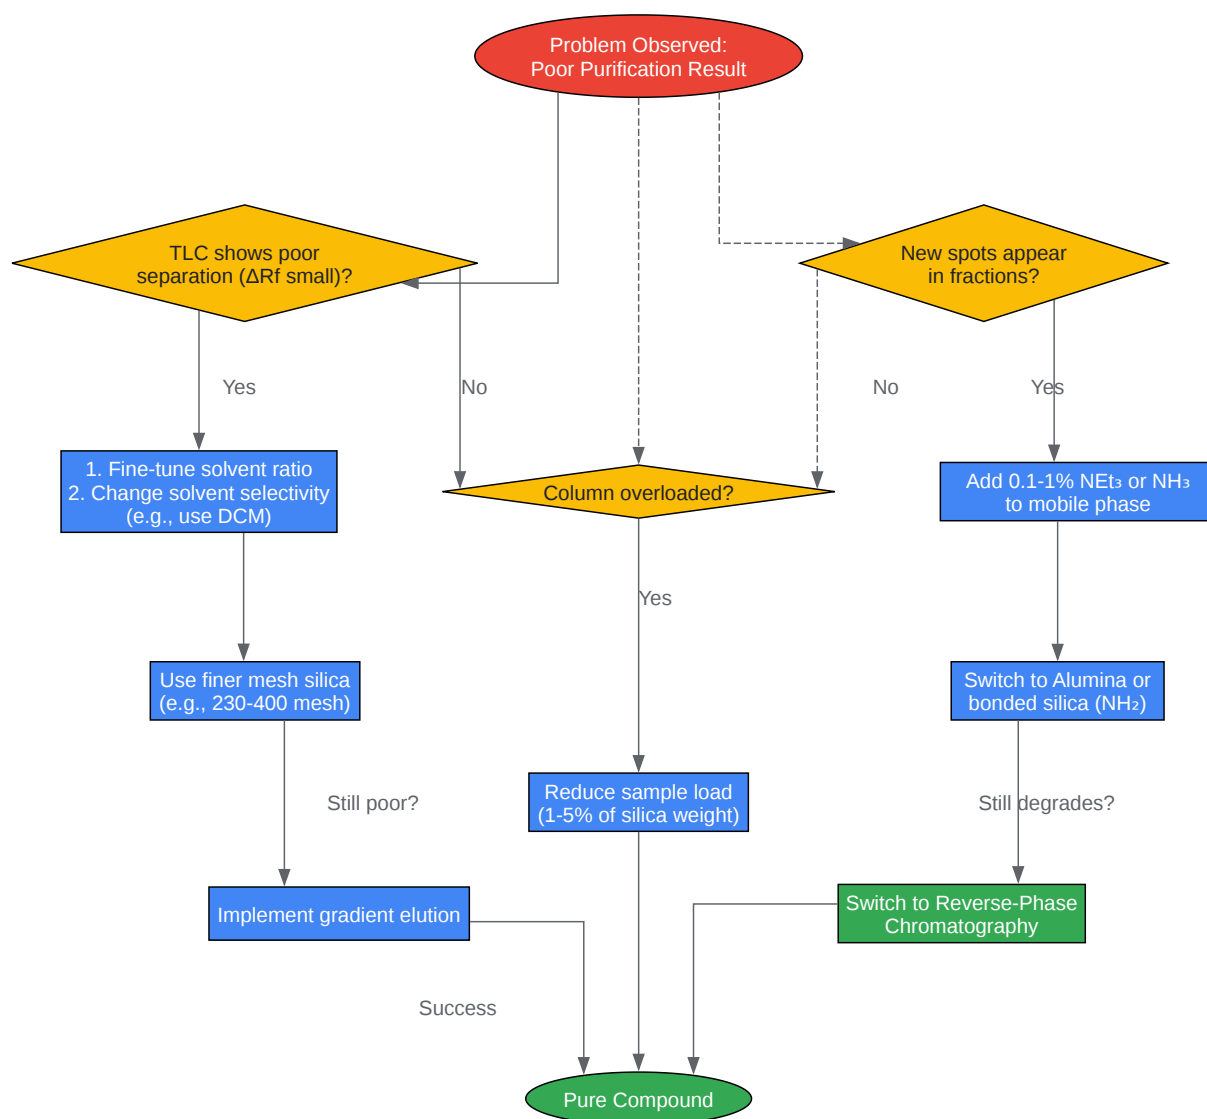 Problem Observed:
Poor Purification Result
TLC shows poor
separation (ΔRf small)?
New spots appear
in fractions?
Yes
No
No
Yes
1. Fine-tune solvent ratio
2. Change solvent selectivity
(e.g., use DCM)
Column overloaded?
Add 0.1-1% NEt₃ or NH₃
to mobile phase
Yes
Use finer mesh silica
(e.g., 230-400 mesh)
Switch to Alumina or
bonded silica (NH₂)
Still poor?
Reduce sample load
(1-5% of silica weight)
Still degrades?
Implement gradient elution
Switch to Reverse-Phase
Chromatography
Success
Pure Compound